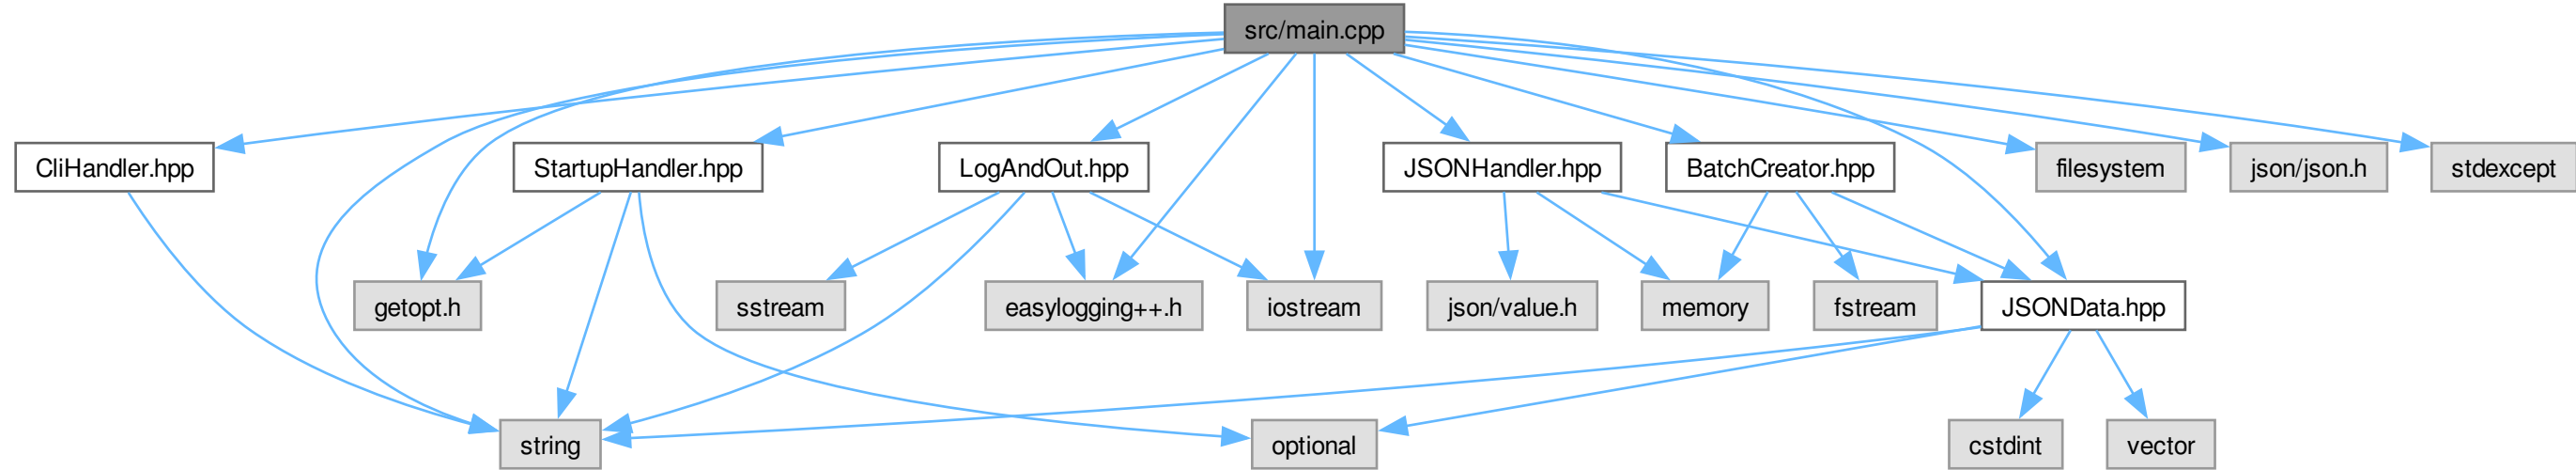 src/main.cpp
CliHandler.hpp
StartupHandler.hpp
LogAndOut.hpp
JSONHandler.hpp
BatchCreator.hpp
filesystem
json/json.h
stdexcept
getopt.h
sstream
easylogging++.h
iostream
json/value.h
memory
fstream
JSONData.hpp
string
optional
cstdint
vector